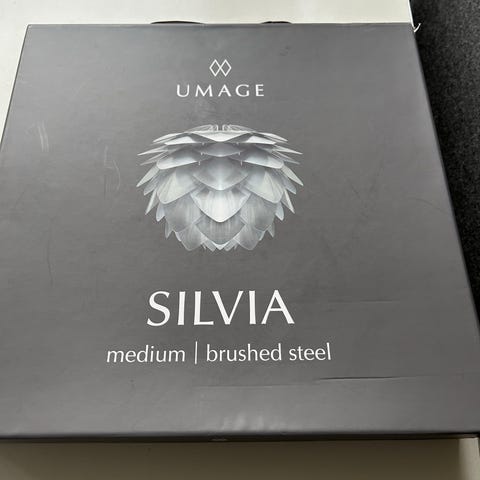 UMAGE
SILVIA
medium | brushed steel